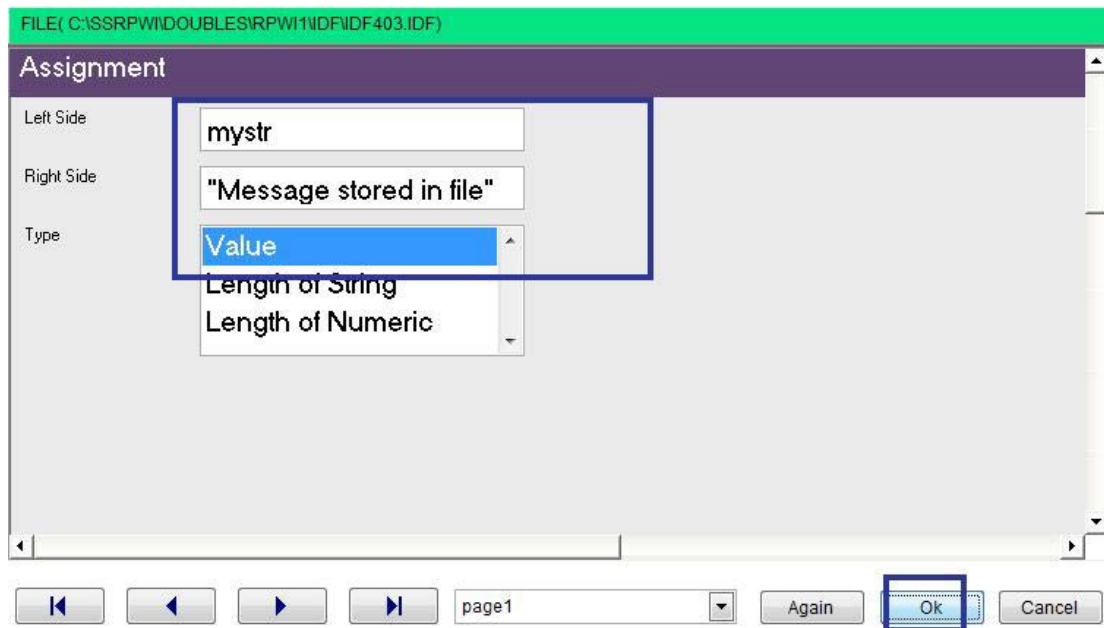 FILE( C:\SSRPWI\DOUBLES\RPWI1\IDF\IDF403.IDF)
Assignment
Left Side
mystr
Right Side
"Message stored in file"
Type
Value
Length of String
Length of Numeric
page1
Again
Ok
Cancel